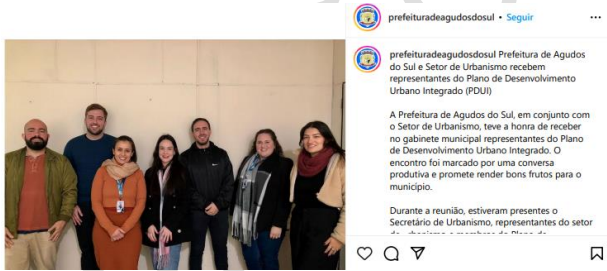 prefeituradeagudosdosul • Seguir
prefeituradeagudosdosul Prefeitura de Agudos
do Sul e Setor de Urbanismo recebem
representantes do Plano de Desenvolvimento
Urbano Integrado (PDUI)
A Prefeitura de Agudos do Sul, em conjunto com
o Setor de Urbanismo, teve a honra de receber
no gabinete municipal representantes do Plano
de Desenvolvimento Urbano Integrado. O
encontro foi marcado por uma conversa
produtiva e promete render bons frutos para o
município.
Durante a reunião, estiveram presentes o
Secretário de Urbanismo, representantes do setor